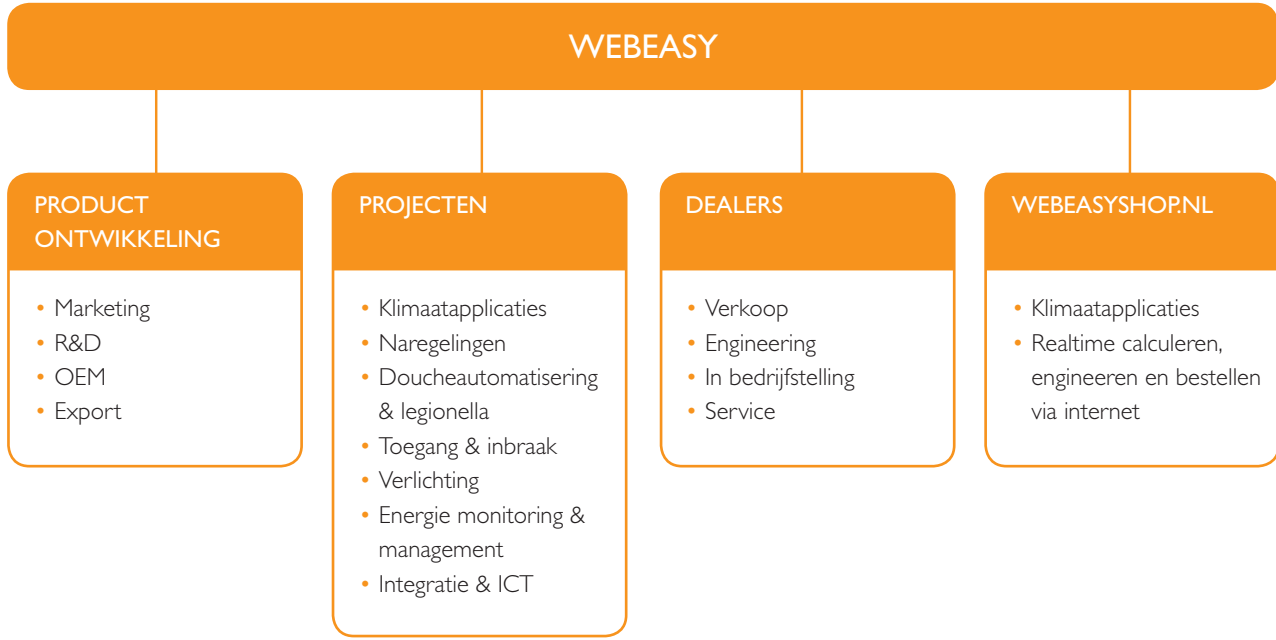 WEBEASY
PRODUCT
ONTWIKKELING
• Marketing
• R&D
• OEM
• Export
PROJECTEN
• Klimaatapplicaties
• Naregelingen
• Doucheautomatisering
& legionella
• Toegang & inbraak
• Verlichting
• Energie monitoring &
management
• Integratie & ICT
DEALERS
• Verkoop
• Engineering
• In bedrijfstelling
• Service
WEBEASYSHOP.NL
• Klimaatapplicaties
• Realtime calculeren,
engineeren en bestellen
via internet